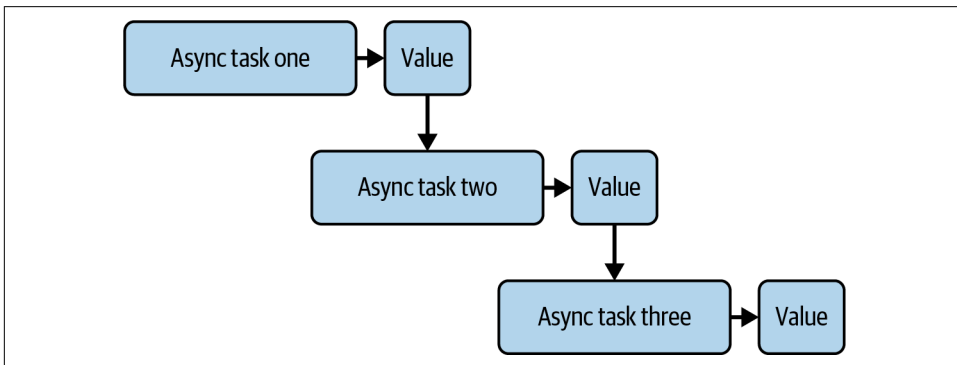 Async task one
Value
Async task two
Value
Async task three
Value